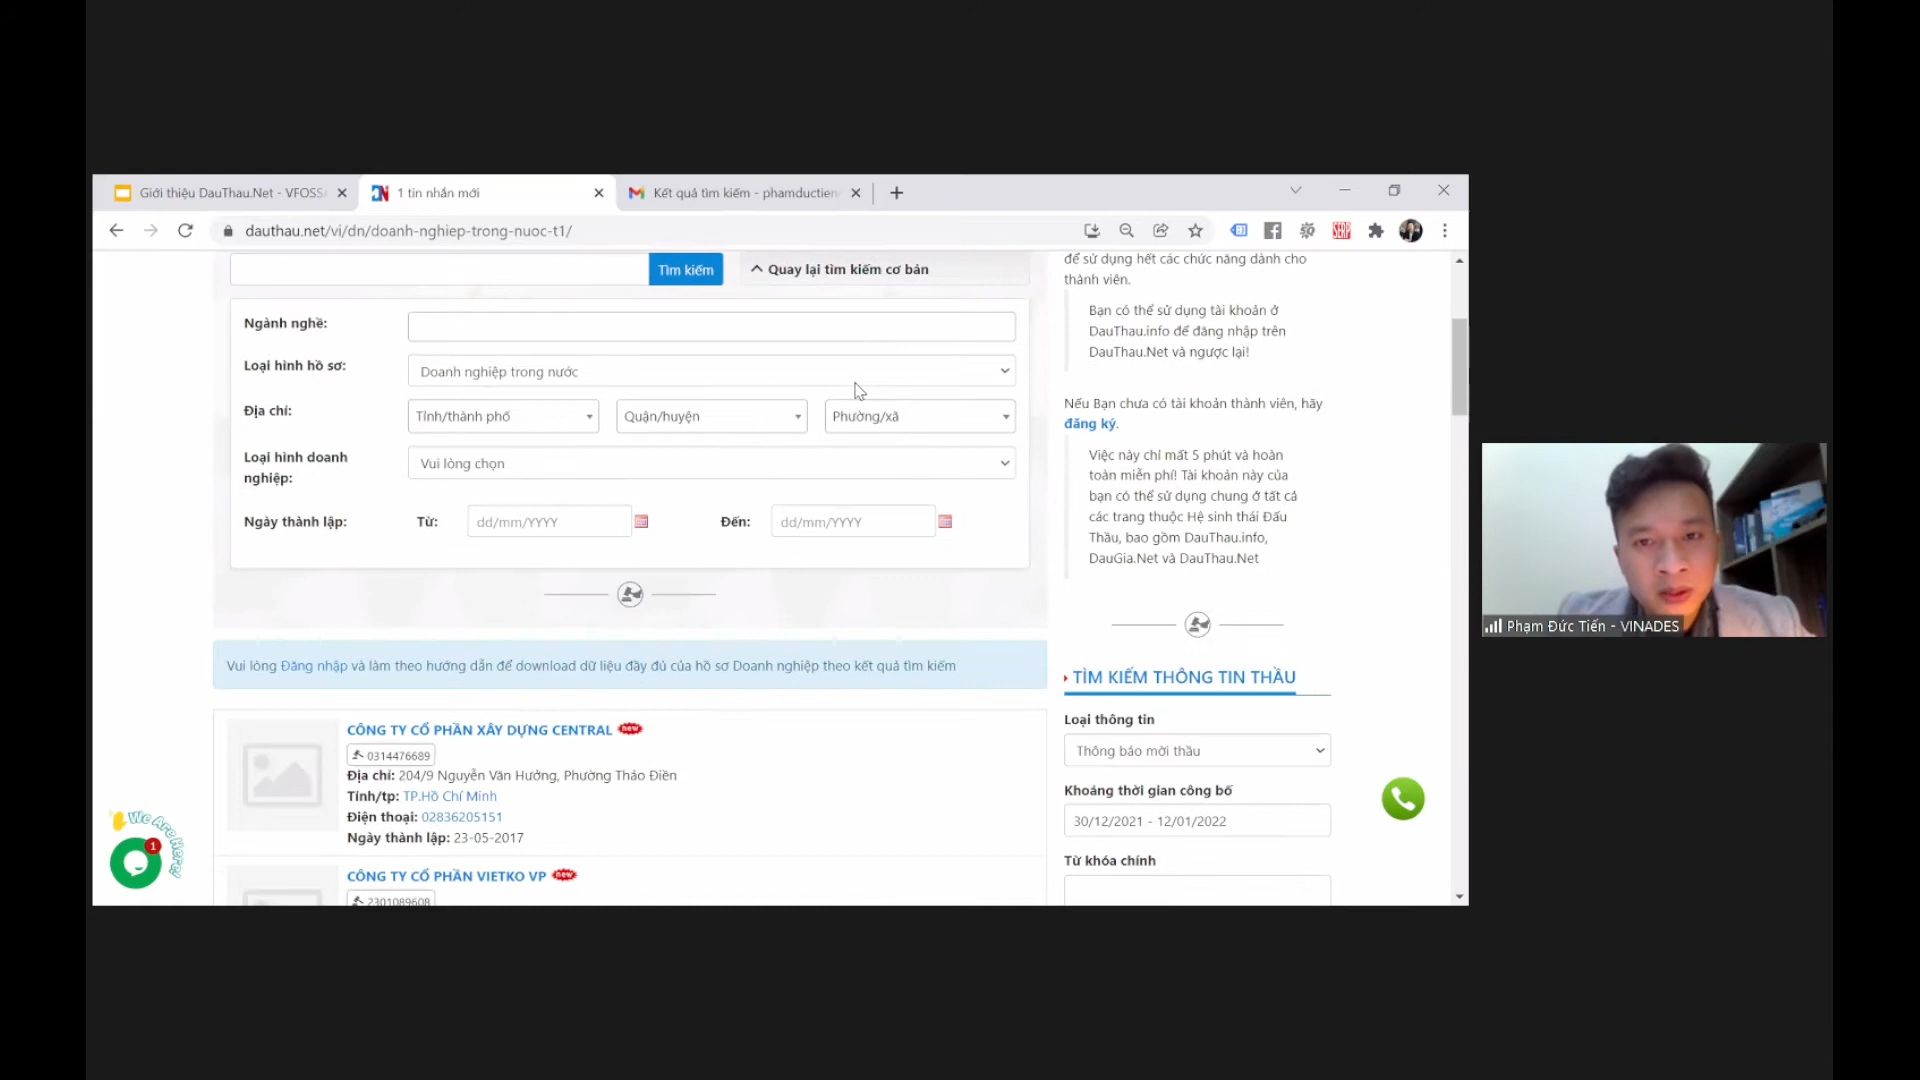 Giới thiệu DauThau.Net - VFOSSA
1 tin nhắn mới
Kết quả tìm kiếm - phamductien
dauthau.net/vi/dn/doanh-nghiep-trong-nuoc-t1/
Tìm kiếm
Quay lại tìm kiếm cơ bản
Ngành nghề:
Loại hình hồ sơ:
Doanh nghiệp trong nước
Địa chỉ:
Tỉnh/thành phố
Quận/huyện
Phường/xã
Loại hình doanh
nghiệp:
Vui lòng chọn
Ngày thành lập:
Từ:
dd/mm/YYYY
Đến:
dd/mm/YYYY
Vui lòng Đăng nhập và làm theo hướng dẫn để download dữ liệu đầy đủ của hồ sơ Doanh nghiệp theo kết quả tìm kiếm
CÔNG TY CỔ PHẦN XÂY DỰNG CENTRAL new
0314476689
Địa chỉ: 204/9 Nguyễn Văn Hưởng, Phường Thảo Điền
Tỉnh/tp: TP.Hồ Chí Minh
Điện thoại: 02836205151
Ngày thành lập: 23-05-2017
CÔNG TY CỔ PHẦN VIETKO VP new
2301089608
để sử dụng hết các chức năng dành cho
thành viên.
Bạn có thể sử dụng tài khoản ở
DauThau.info để đăng nhập trên
DauThau.Net và ngược lại!
Nếu Bạn chưa có tài khoản thành viên, hãy
đăng ký.
Việc này chỉ mất 5 phút và hoàn
toàn miễn phí! Tài khoản này của
bạn có thể sử dụng chung ở tất cả
các trang thuộc Hệ sinh thái Đấu
Thầu, bao gồm DauThau.info,
DauGia.Net và DauThau.Net
TÌM KIẾM THÔNG TIN THẦU
Loại thông tin
Thông báo mời thầu
Khoảng thời gian công bố
30/12/2021 - 12/01/2022
Từ khóa chính
We Are Here!
1
SERP
Phạm Đức Tiến - VINADES